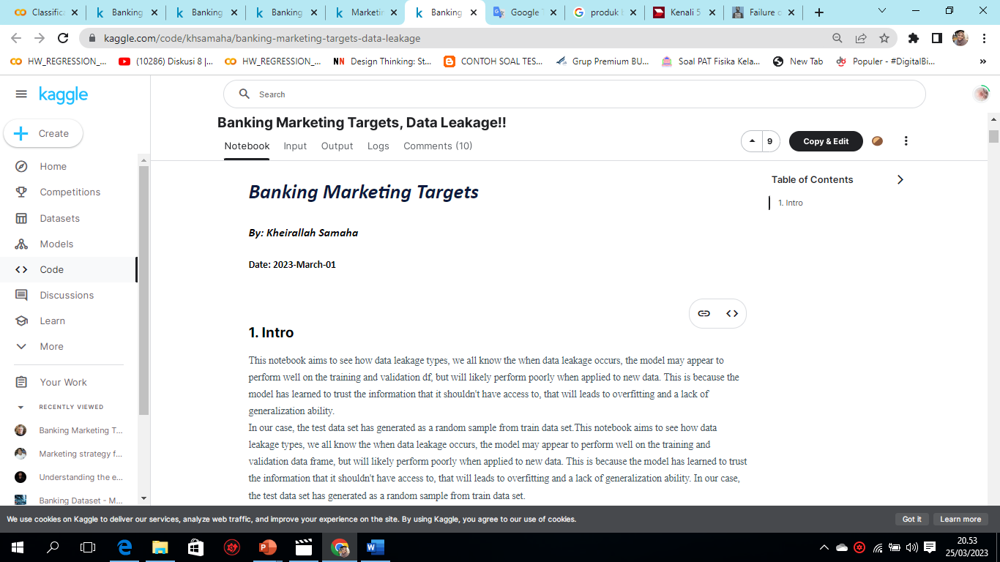 Classifica
Banking
Banking
Banking
Marketin
Banking
Google T
produk
Kenali 5
Failure o
kaggle.com/code/khsamaha/banking-marketing-targets-data-leakage
HW_REGRESSION_...
(10286) Diskusi 8 |...
HW_REGRESSION_...
NN
Design Thinking: St...
CONTOH SOAL TES...
Grup Premium BU...
Soal PAT Fisika Kela...
New Tab
Populer - #DigitalBi...
»
kaggle
Search
Create
Home
Competitions
Datasets
Models
Code
Discussions
Learn
More
Your Work
RECENTLY VIEWED
Banking Marketing T...
Marketing strategy f...
Understanding the e...
Banking Dataset - M...
Banking Marketing Targets, Data Leakage!!
Notebook Input Output Logs Comments (10)
9
Copy & Edit
Banking Marketing Targets
By: Kheirallah Samaha
Date: 2023-March-01
Table of Contents
1. Intro
1. Intro
This notebook aims to see how data leakage types, we all know the when data leakage occurs, the model may appear to
perform well on the training and validation df, but will likely perform poorly when applied to new data. This is because the
model has learned to trust the information that it shouldn't have access to, that will leads to overfitting and a lack of
generalization ability.
In our case, the test data set has generated as a random sample from train data set.This notebook aims to see how data
leakage types, we all know the when data leakage occurs, the model may appear to perform well on the training and
validation data frame, but will likely perform poorly when applied to new data. This is because the model has learned to trust
the information that it shouldn't have access to, that will leads to overfitting and a lack of generalization ability. In our case,
the test data set has generated as a random sample from train data set.
We use cookies on Kaggle to deliver our services, analyze web traffic, and improve your experience on the site. By using Kaggle, you agree to our use of cookies.
Got it
Learn more
20.53
25/03/2023